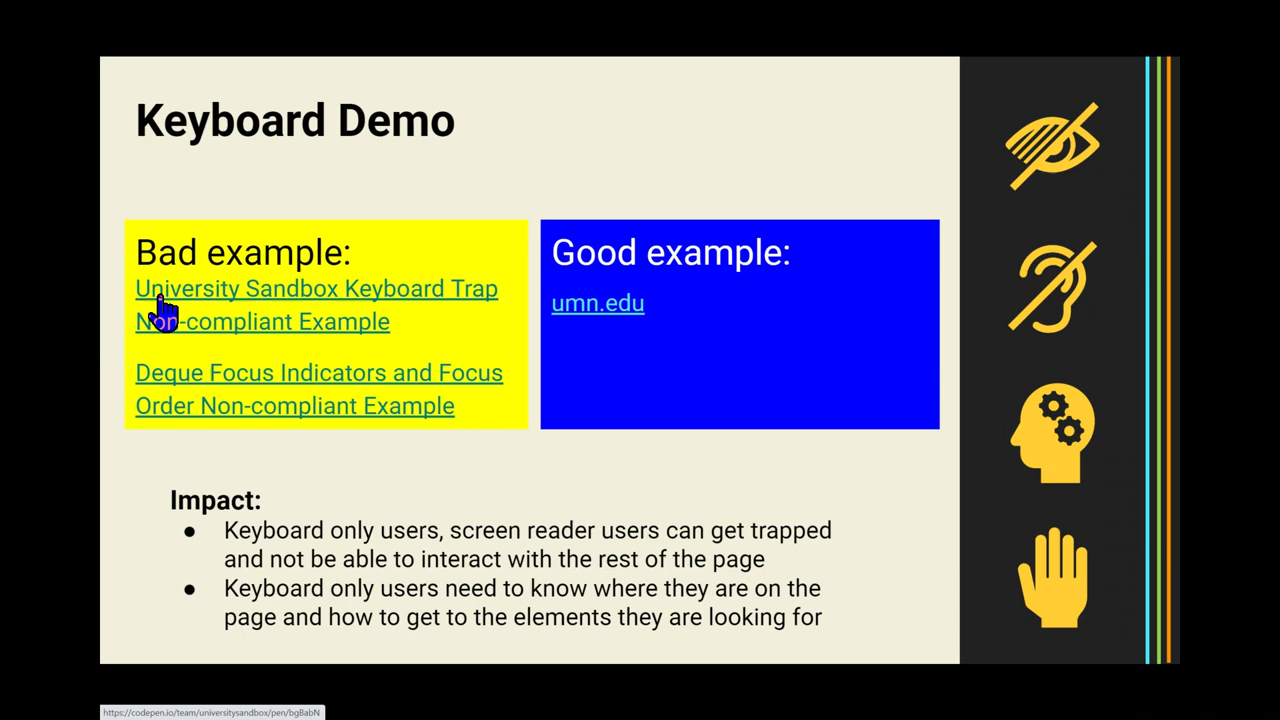 Keyboard Demo
Bad example:
University Sandbox Keyboard Trap
Non-compliant Example
Deque Focus Indicators and Focus
Order Non-compliant Example
Good example:
umn.edu
Impact:
● Keyboard only users, screen reader users can get trapped
and not be able to interact with the rest of the page
● Keyboard only users need to know where they are on the
page and how to get to the elements they are looking for
https://codepen.io/team/universitysandbox/pen/bgBabN